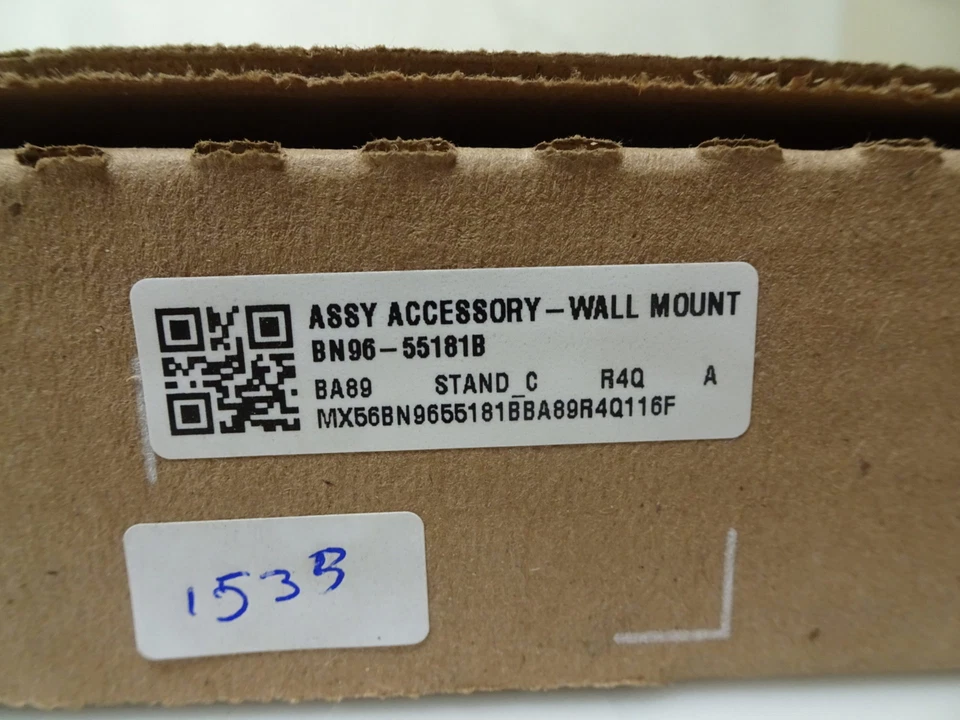 ASSY ACCESSORY-WALL MOUNT
BN96-55181B
BA89 STAND_C R4Q A
MX56BN9655181BBA89R4Q116F
153B